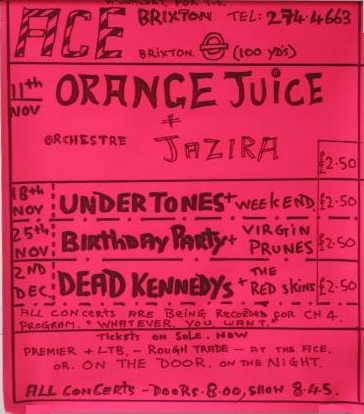 A CONCERT FOR T.V.
ACE BRIXTON TEL: 274·4663
BRIXTON (100 YD'S)
11th NOV ORANGE JUICE
+
ORCHESTRE JAZIRA £2·50
18th NOV UNDERTONES + WEEKEND £2·50
25th NOV BIRTHDAY PARTY + VIRGIN PRUNES £2·50
2ND DEC DEAD KENNEDYS + THE RED SKINS £2·50
ALL CONCERTS ARE BEING RECORDED FOR CH 4.
PROGRAM. "WHATEVER YOU WANT."
TICKETS ON SALE. NOW
PREMIER + LTB. - ROUGH TRADE - AT THE ACE.
OR. ON THE DOOR. ON THE NIGHT.
ALL CONCERTS - DOORS. 8.00, SHOW 8.45.